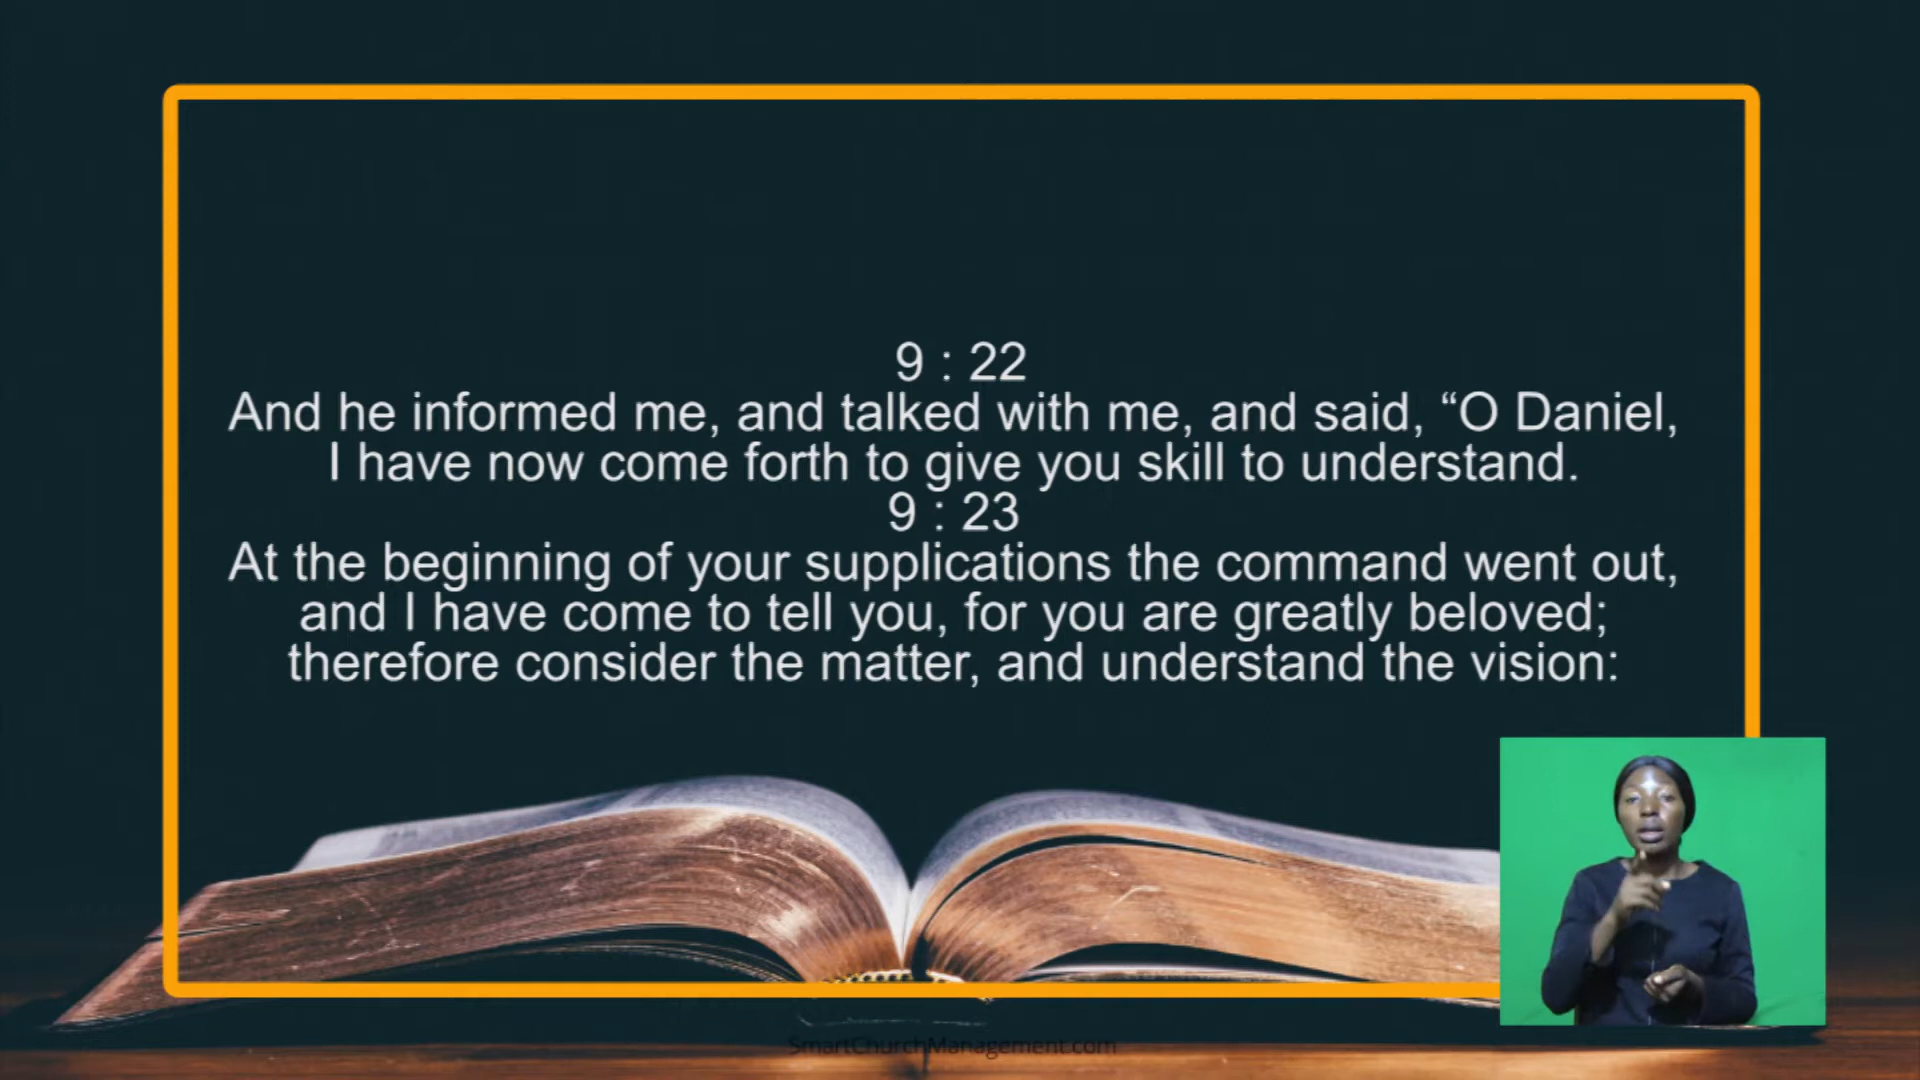 9 : 22
And he informed me, and talked with me, and said, “O Daniel,
I have now come forth to give you skill to understand.
9 : 23
At the beginning of your supplications the command went out,
and I have come to tell you, for you are greatly beloved;
therefore consider the matter, and understand the vision:
SmartChurchManagement.com